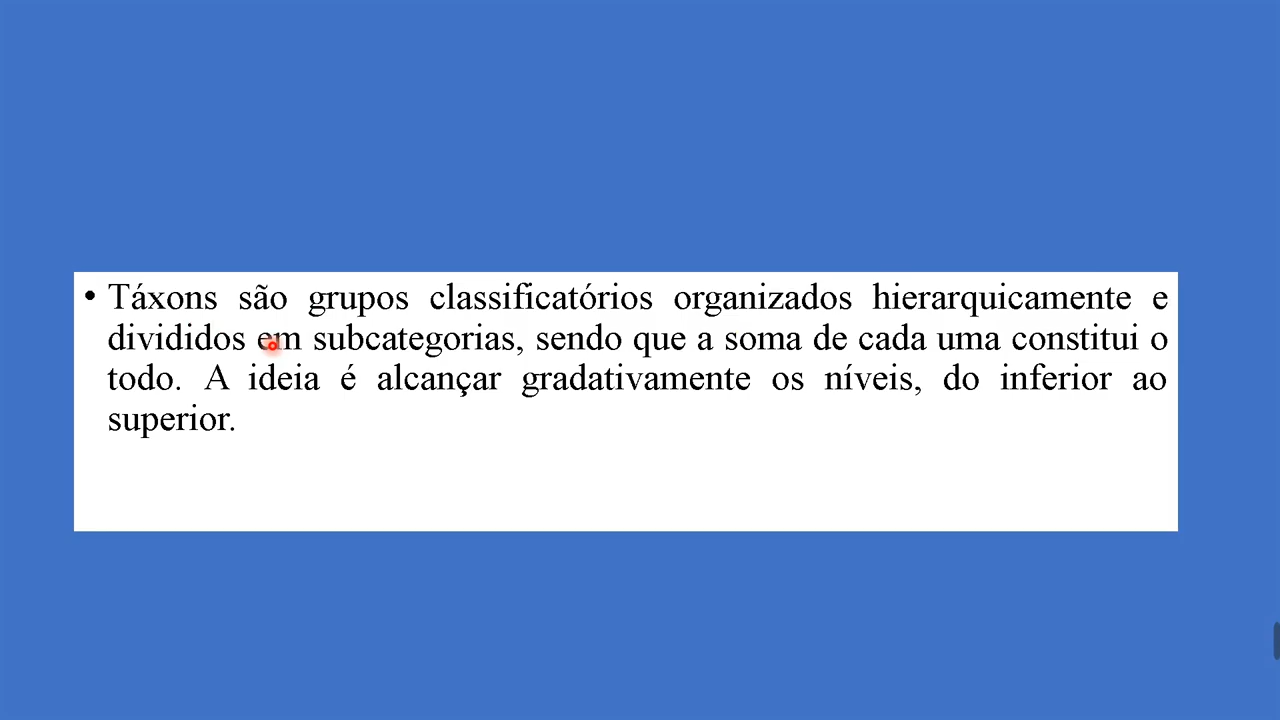 • Táxons são grupos classificatórios organizados hierarquicamente e
divididos em subcategorias, sendo que a soma de cada uma constitui o
todo. A ideia é alcançar gradativamente os níveis, do inferior ao
superior.